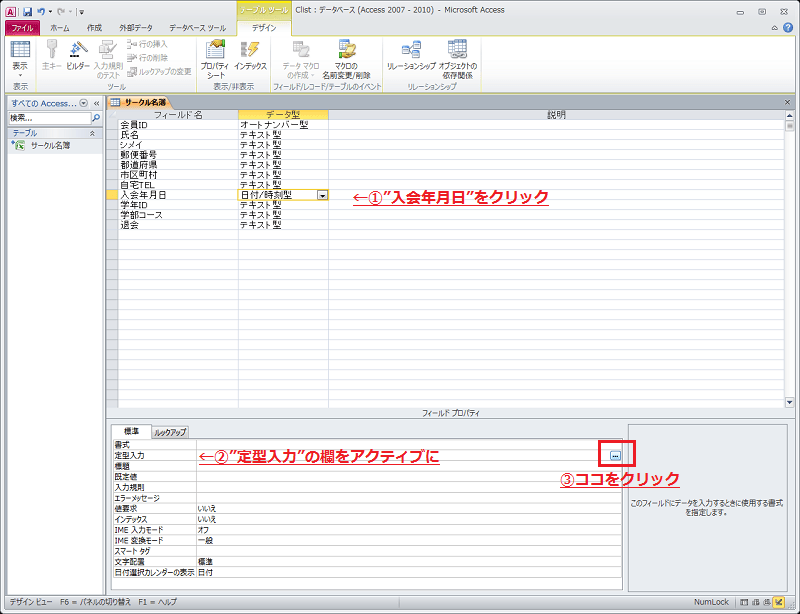 テーブル ツール
Clist : データベース (Access 2007 - 2010) - Microsoft Access
ファイル ホーム 作成 外部データ データベース ツール デザイン
表示
主キー
ビルダー
入力規則
のテスト
行の挿入
行の削除
ルックアップの変更
プロパティ
シート
インデックス
データ マクロ
の作成
マクロの
名前変更/削除
リレーションシップ
オブジェクトの
依存関係
表示 ツール 表示/非表示 フィールド/レコード/テーブルのイベント リレーションシップ
すべての Access...
検索...
テーブル
サークル名簿
サークル名簿
フィールド名 データ型 説明
会員ID オートナンバー型
氏名 テキスト型
シメイ テキスト型
郵便番号 テキスト型
都道府県 テキスト型
市区町村 テキスト型
自宅TEL テキスト型
入会年月日 日付/時刻型
学年ID テキスト型
学部コース テキスト型
退会 テキスト型
←①”入会年月日”をクリック
フィールド プロパティ
標準 ルックアップ
書式
定型入力
標題
既定値
入力規則
エラーメッセージ
値要求 いいえ
インデックス いいえ
IME 入力モード オフ
IME 変換モード 一般
スマート タグ
文字配置 標準
日付選択カレンダーの表示 日付
←②”定型入力”の欄をアクティブに
③ココをクリック
このフィールドにデータを入力するときに使用する書式
を指定します。
デザイン ビュー F6 = パネルの切り替え F1 = ヘルプ
NumLock